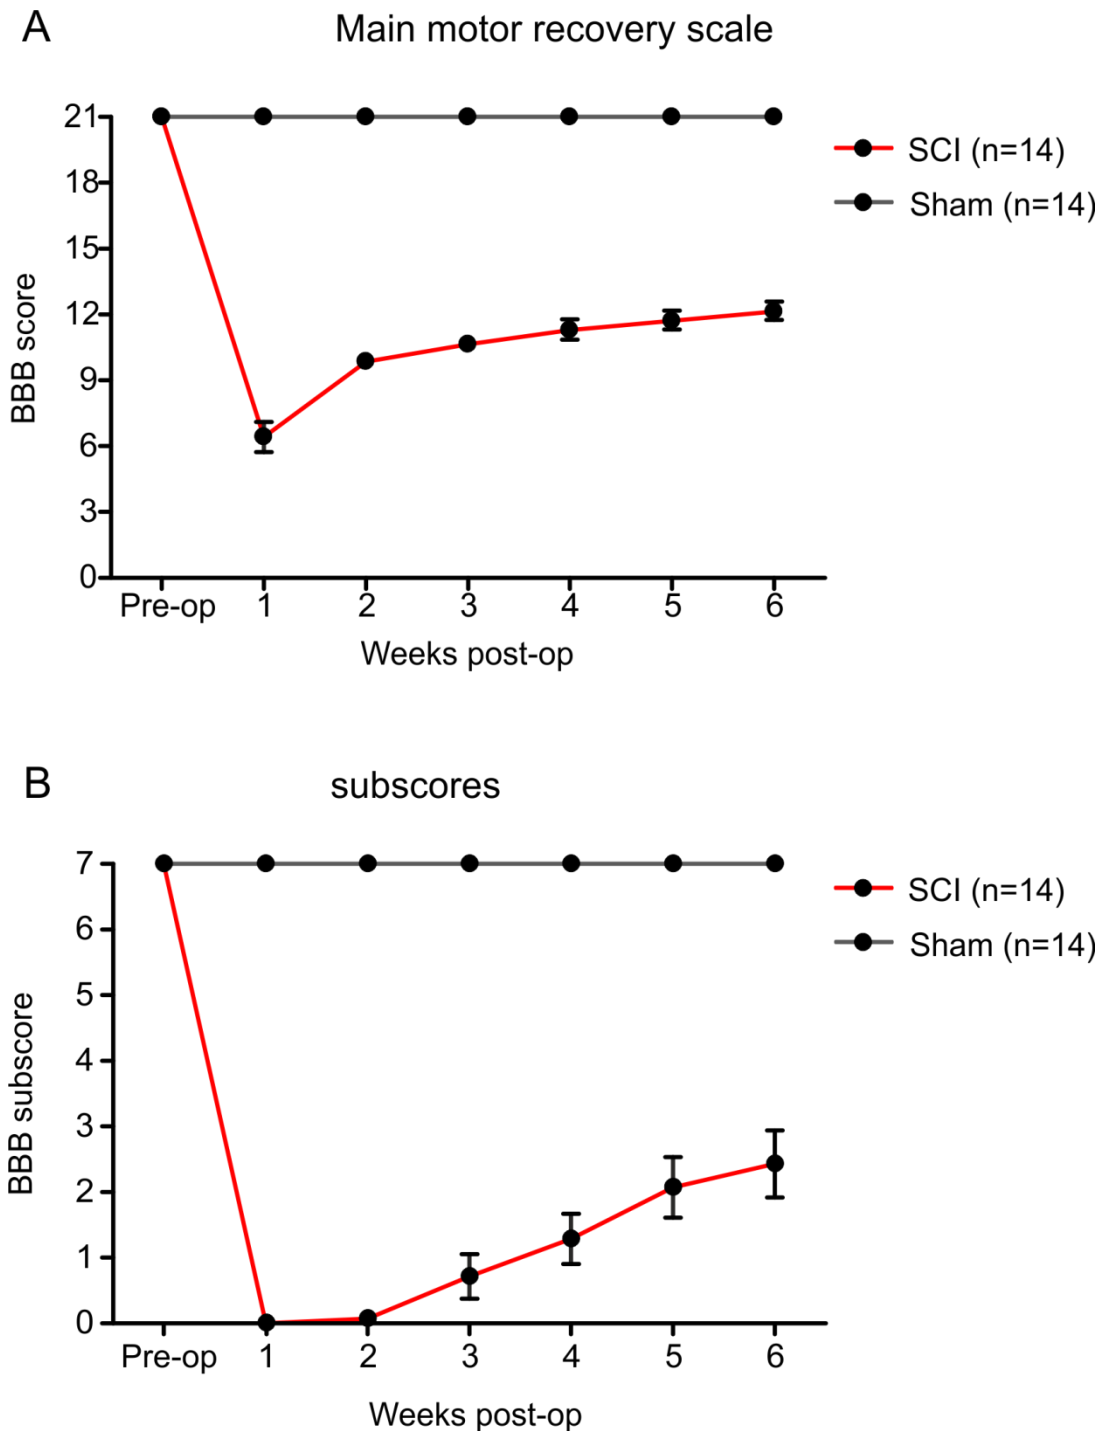 A
Main motor recovery scale
21
18
15
12
9
6
3
0
BBB score
Pre-op 1 2 3 4 5 6
Weeks post-op
SCI (n=14)
Sham (n=14)
B
subscores
7
6
5
4
3
2
1
0
BBB subscore
Pre-op 1 2 3 4 5 6
Weeks post-op
SCI (n=14)
Sham (n=14)